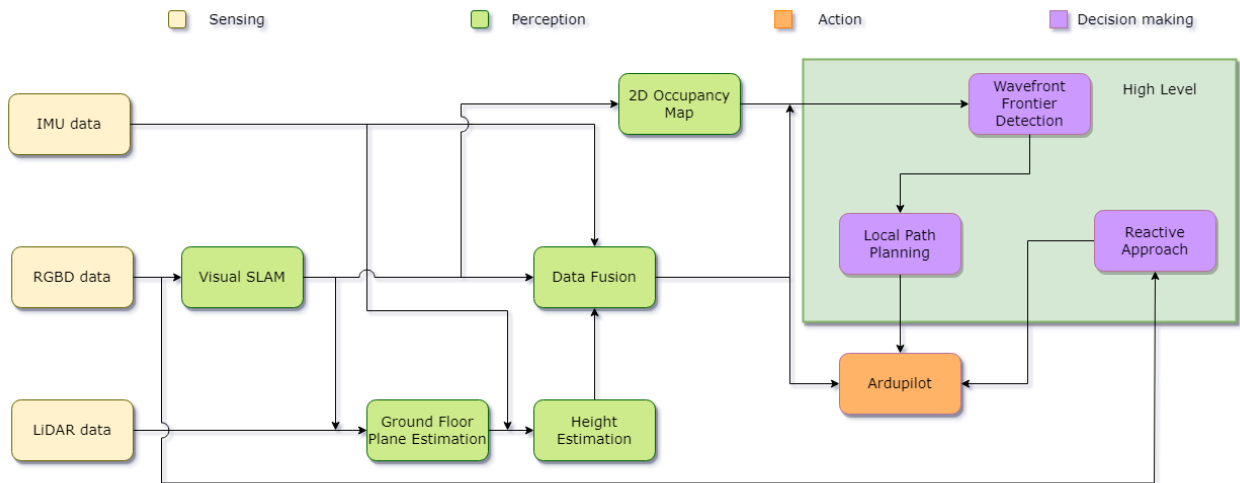 Sensing
Perception
Action
Decision making
High Level
IMU data
2D Occupancy
Map
Wavefront
Frontier
Detection
RGBD data
Visual SLAM
Data Fusion
Local Path
Planning
Reactive
Approach
Ardupilot
LiDAR data
Ground Floor
Plane Estimation
Height
Estimation